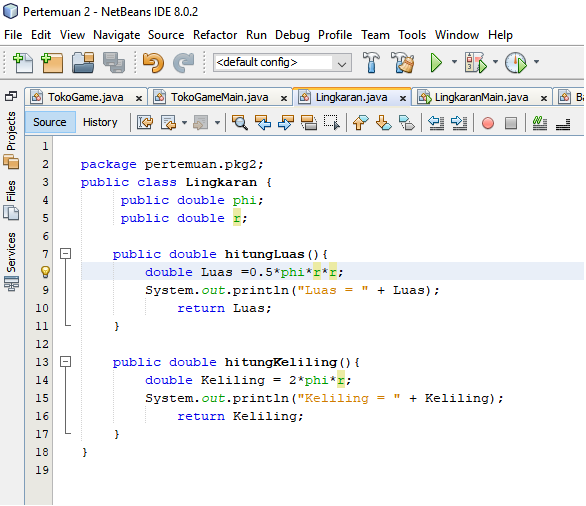 Pertemuan 2 - NetBeans IDE 8.0.2
File Edit View Navigate Source Refactor Run Debug Profile Team Tools Window Help
<default config>
TokoGame.java x TokoGameMain.java x Lingkaran.java x LingkaranMain.java x Ba
Source History
Projects
Files
Services
1
2 package pertemuan.pkg2;
3 public class Lingkaran {
4 public double phi;
5 public double r;
6
7 public double hitungLuas(){
double Luas =0.5*phi*r*r;
9 System.out.println("Luas = " + Luas);
10 return Luas;
11 }
12
13 public double hitungKeliling(){
14 double Keliling = 2*phi*r;
15 System.out.println("Keliling = " + Keliling);
16 return Keliling;
17 }
18 }
19